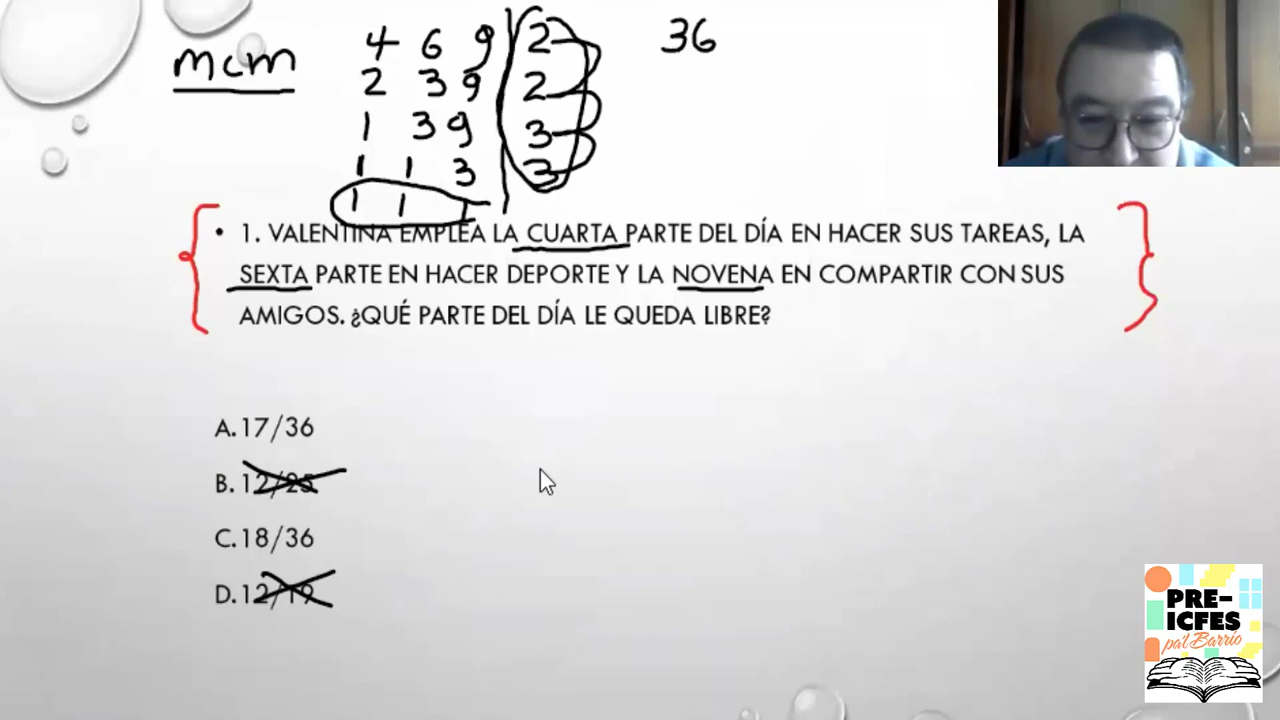 mcm
4 6 9 2 36
2 3 9 2
1 3 9 3
1 1 3 3
1 1 1
• 1. VALENTINA EMPLEA LA CUARTA PARTE DEL DÍA EN HACER SUS TAREAS, LA
SEXTA PARTE EN HACER DEPORTE Y LA NOVENA EN COMPARTIR CON SUS
AMIGOS. ¿QUÉ PARTE DEL DÍA LE QUEDA LIBRE?
A.17/36
B.12/25
C.18/36
D.12/19
PRE-
ICFES
pa'l Barrio